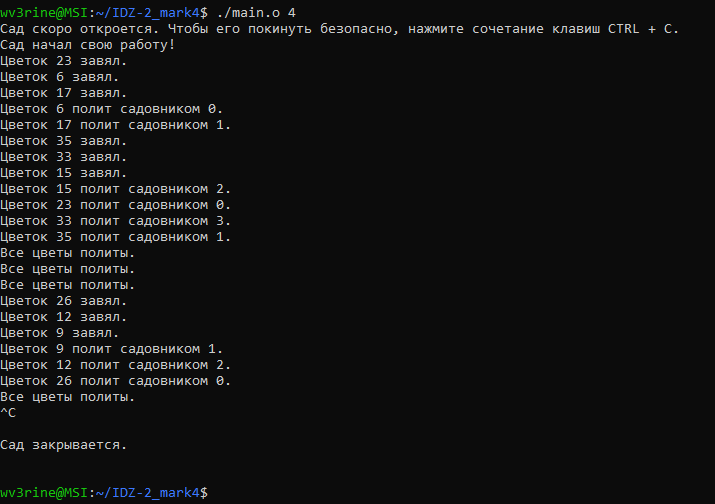 wv3rine@MSI:~/IDZ-2_mark4$ ./main.o 4
Сад скоро откроется. Чтобы его покинуть безопасно, нажмите сочетание клавиш CTRL + C.
Сад начал свою работу!
Цветок 23 завял.
Цветок 6 завял.
Цветок 17 завял.
Цветок 6 полит садовником 0.
Цветок 17 полит садовником 1.
Цветок 35 завял.
Цветок 33 завял.
Цветок 15 завял.
Цветок 15 полит садовником 2.
Цветок 23 полит садовником 0.
Цветок 33 полит садовником 3.
Цветок 35 полит садовником 1.
Все цветы политы.
Все цветы политы.
Все цветы политы.
Цветок 26 завял.
Цветок 12 завял.
Цветок 9 завял.
Цветок 9 полит садовником 1.
Цветок 12 полит садовником 2.
Цветок 26 полит садовником 0.
Все цветы политы.
^C
Сад закрывается.
wv3rine@MSI:~/IDZ-2_mark4$